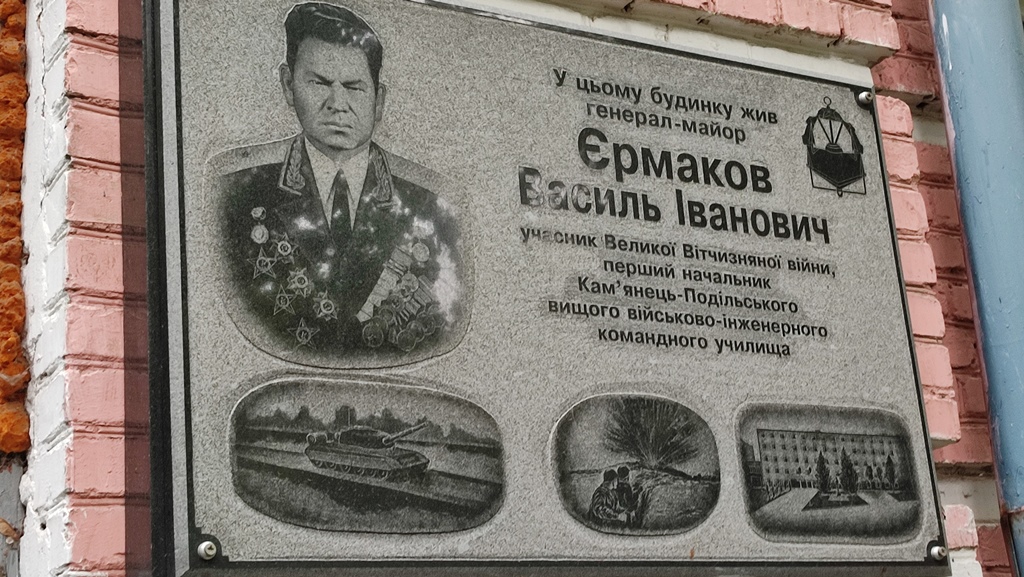 У цьому будинку жив
генерал-майор
Єрмаков
Василь Іванович
учасник Великої Вітчизняної війни,
перший начальник
Кам'янець-Подільського
вищого військово-інженерного
командного училища